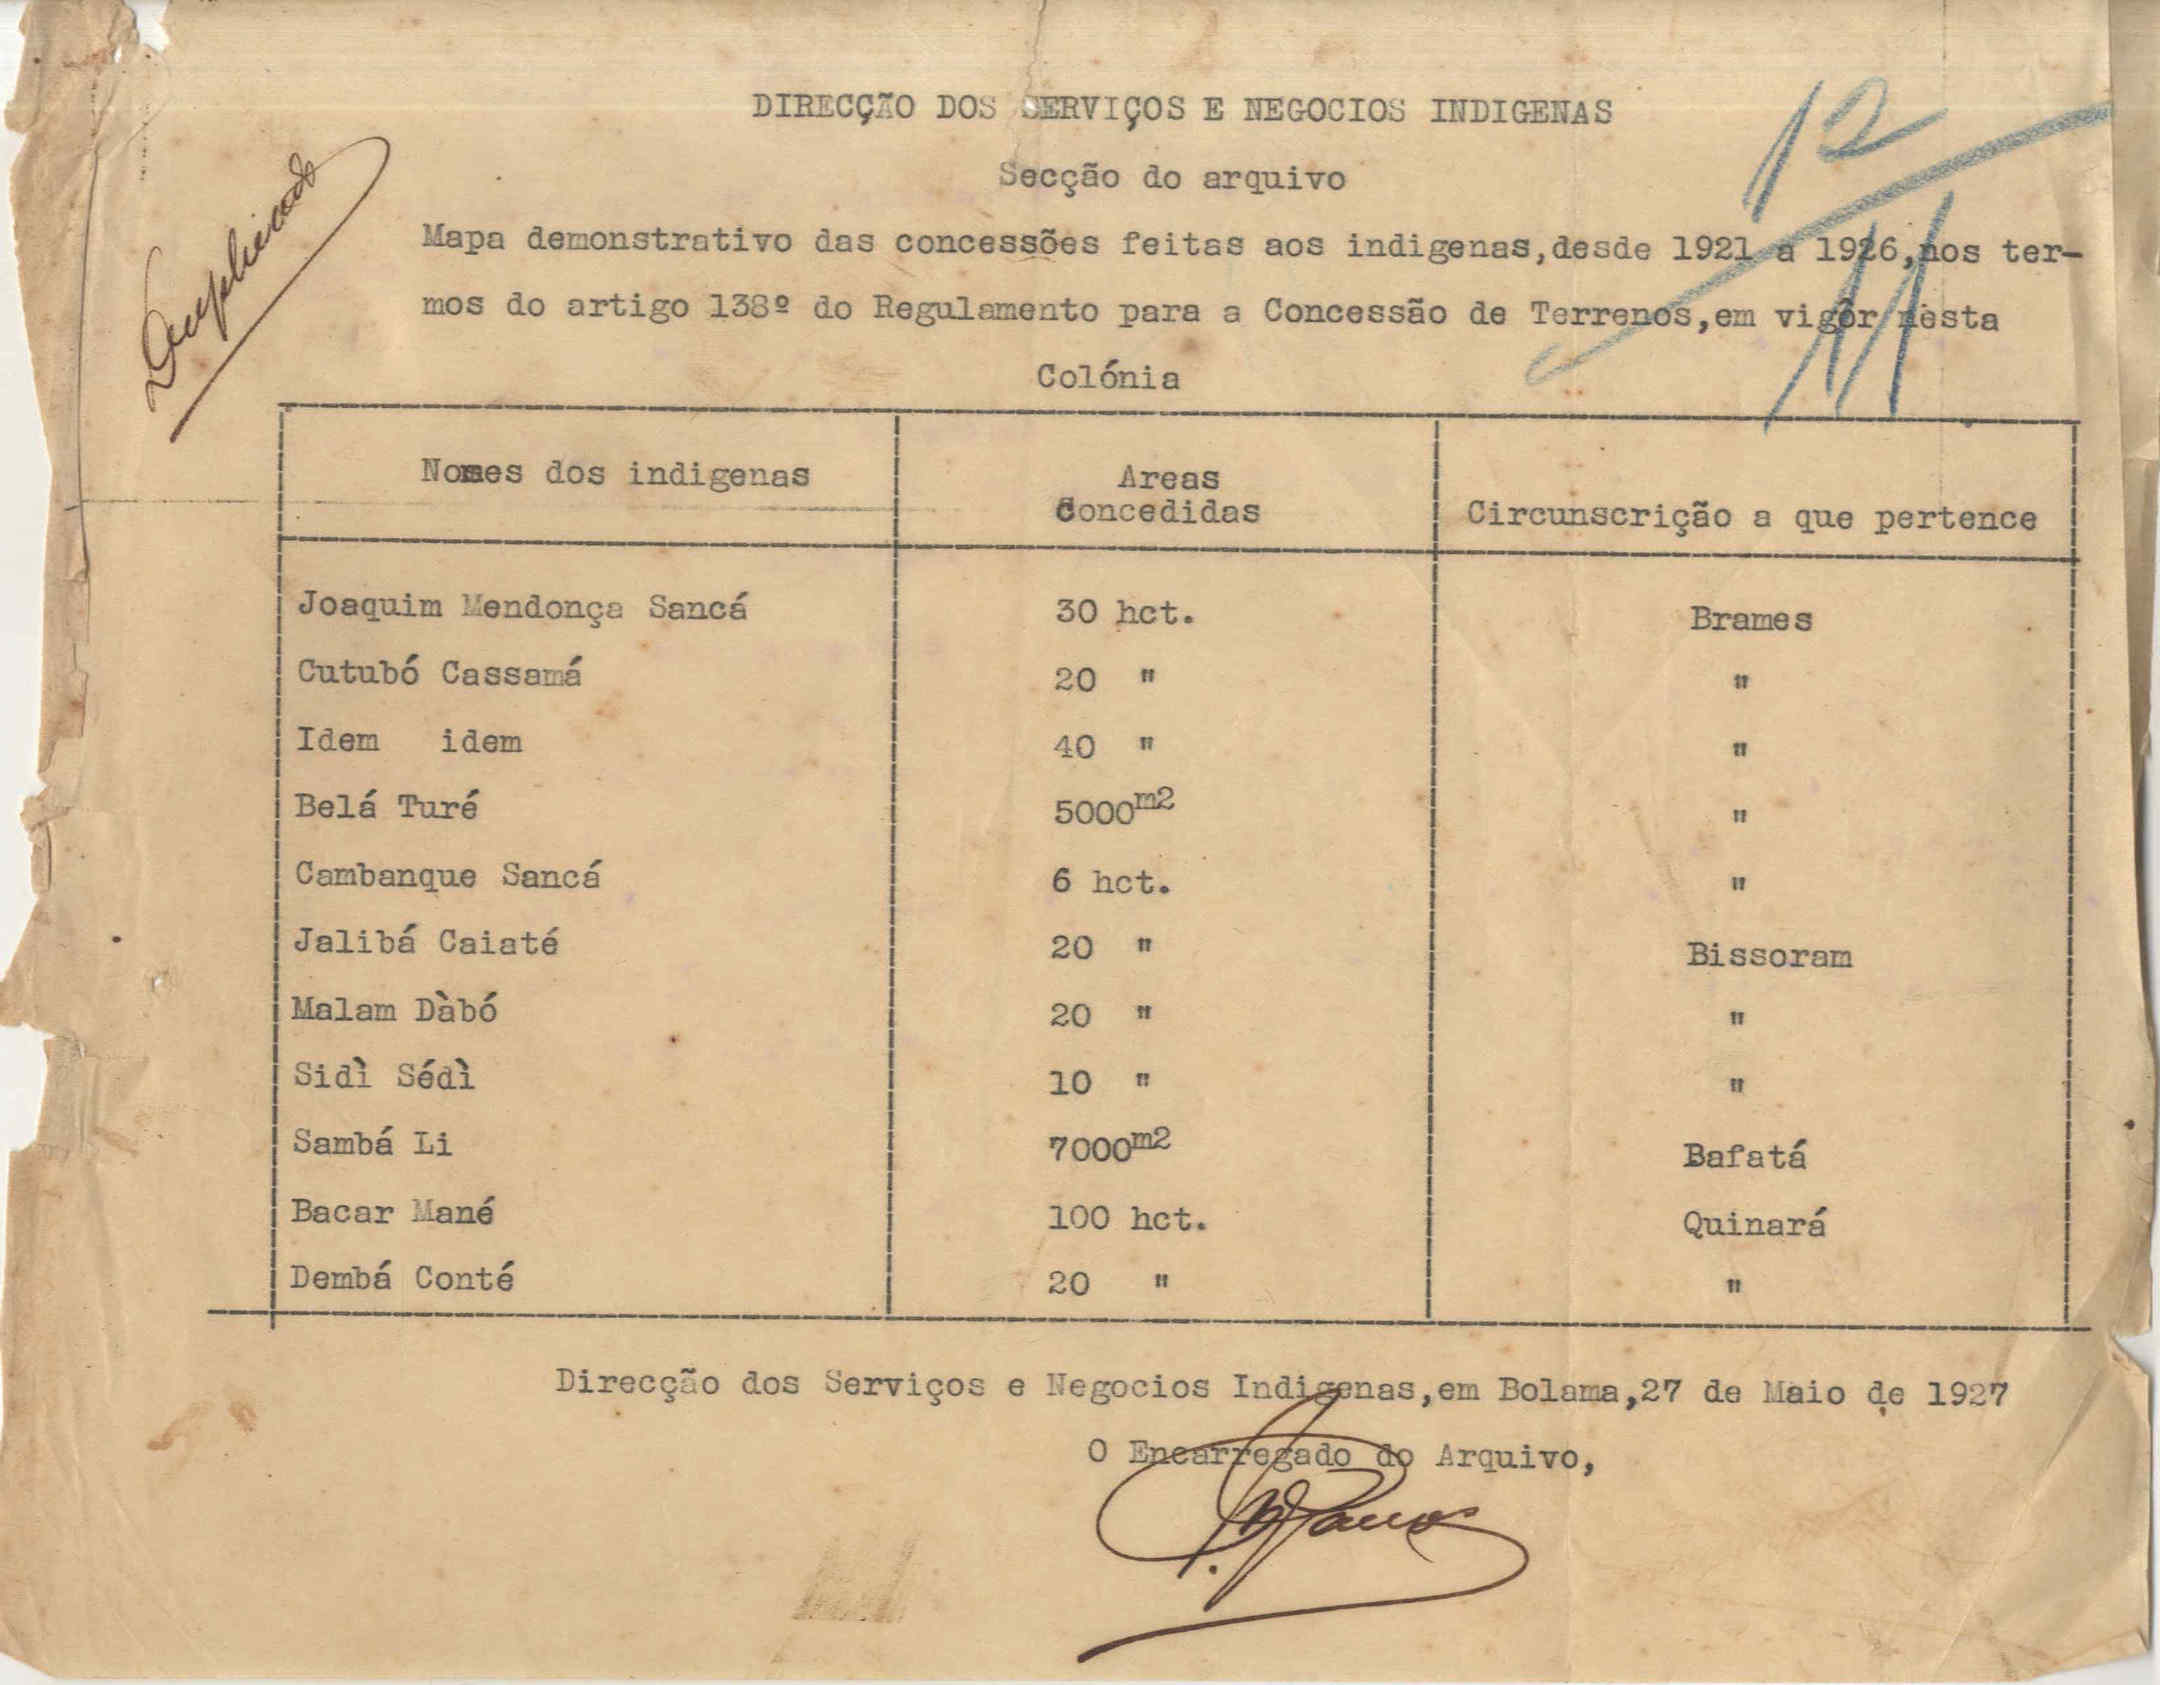 DIRECÇÃO DOS SERVIÇOS E NEGOCIOS INDIGENAS
Secção do arquivo
Duplicado
12
11
Mapa demonstrativo das concessões feitas aos indigenas,desde 1921 a 1926,nos ter-
mos do artigo 138º do Regulamento para a Concessão de Terrenos,em vigôr nesta
Colónia
Nomes dos indigenas Areas Concedidas Circunscrição a que pertence
Joaquim Mendonça Sancá 30 hct. Brames
Cutubó Cassamá 20 " "
Idem idem 40 " "
Belá Turé 5000m2 "
Cambanque Sancá 6 hct. "
Jalibá Caiaté 20 " Bissoram
Malam Dàbó 20 " "
Sidì Sédì 10 " "
Sambá Li 7000m2 Bafatá
Bacar Mané 100 hct. Quinará
Dembá Conté 20 " "
Direcção dos Serviços e Negocios Indigenas,em Bolama,27 de Maio de 1927
O Encarregado do Arquivo,